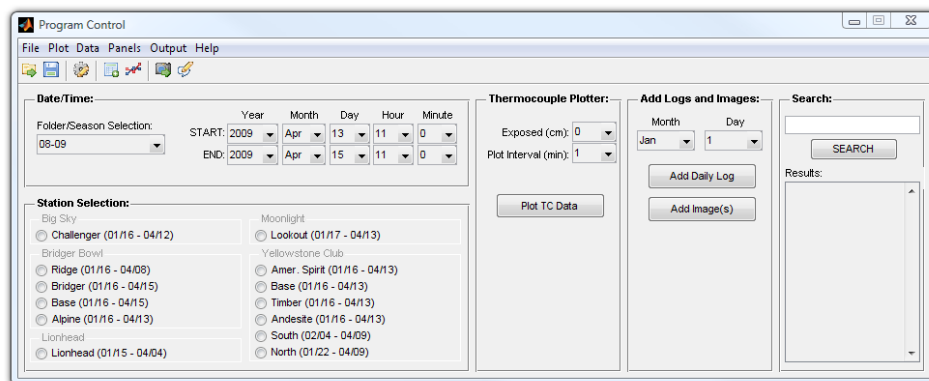 Program Control
File Plot Data Panels Output Help
Date/Time:
Folder/Season Selection:
08-09
Year Month Day Hour Minute
START: 2009 Apr 13 11 0
END: 2009 Apr 15 11 0
Station Selection:
Big Sky
Challenger (01/16 - 04/12)
Bridger Bowl
Ridge (01/16 - 04/08)
Bridger (01/16 - 04/15)
Base (01/16 - 04/15)
Alpine (01/16 - 04/13)
Lionhead
Lionhead (01/15 - 04/04)
Moonlight
Lookout (01/17 - 04/13)
Yellowstone Club
Amer. Spirit (01/16 - 04/13)
Base (01/16 - 04/13)
Timber (01/16 - 04/13)
Andesite (01/16 - 04/13)
South (02/04 - 04/09)
North (01/22 - 04/09)
Thermocouple Plotter:
Exposed (cm): 0
Plot Interval (min): 1
Plot TC Data
Add Logs and Images:
Month Day
Jan 1
Add Daily Log
Add Image(s)
Search:
SEARCH
Results: